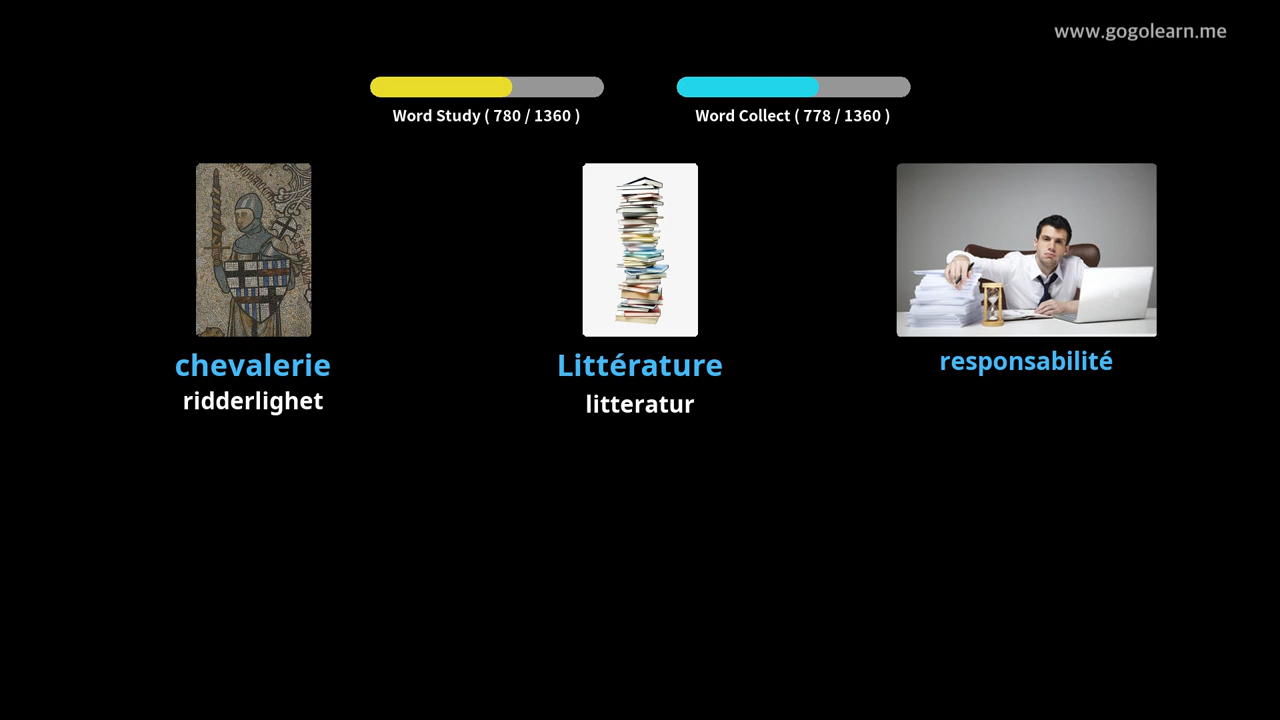 www.gogolearn.me
Word Study ( 780 / 1360 )
Word Collect ( 778 / 1360 )
chevalerie
ridderlighet
Littérature
litteratur
responsabilité